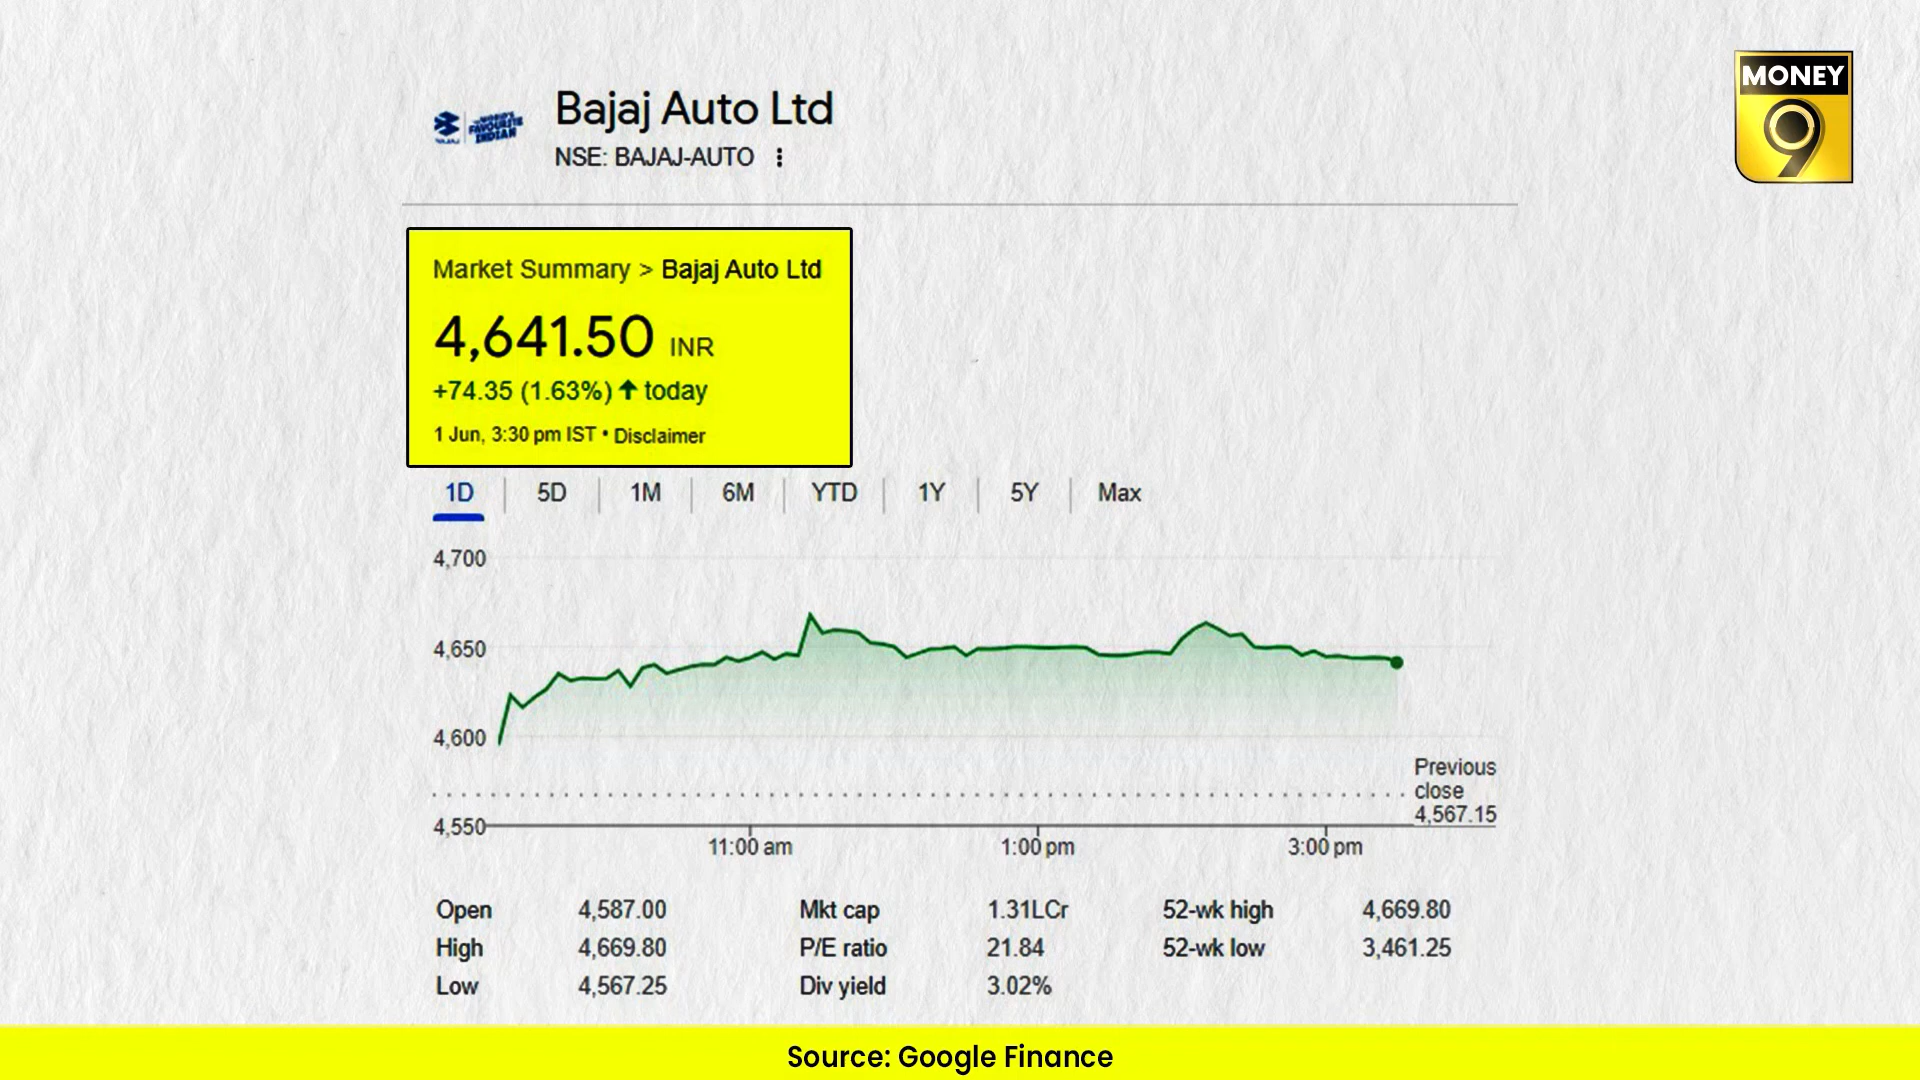 MONEY
9
Bajaj Auto Ltd
THE WORLD'S
FAVOURITE
INDIAN
NSE: BAJAJ-AUTO
Market Summary > Bajaj Auto Ltd
4,641.50 INR
+74.35 (1.63%) ↑ today
1 Jun, 3:30 pm IST • Disclaimer
1D 5D 1M 6M YTD 1Y 5Y Max
4,700
4,650
4,600
4,550
Previous
close
4,567.15
11:00 am 1:00 pm 3:00 pm
Open 4,587.00 Mkt cap 1.31LCr 52-wk high 4,669.80
High 4,669.80 P/E ratio 21.84 52-wk low 3,461.25
Low 4,567.25 Div yield 3.02%
Source: Google Finance